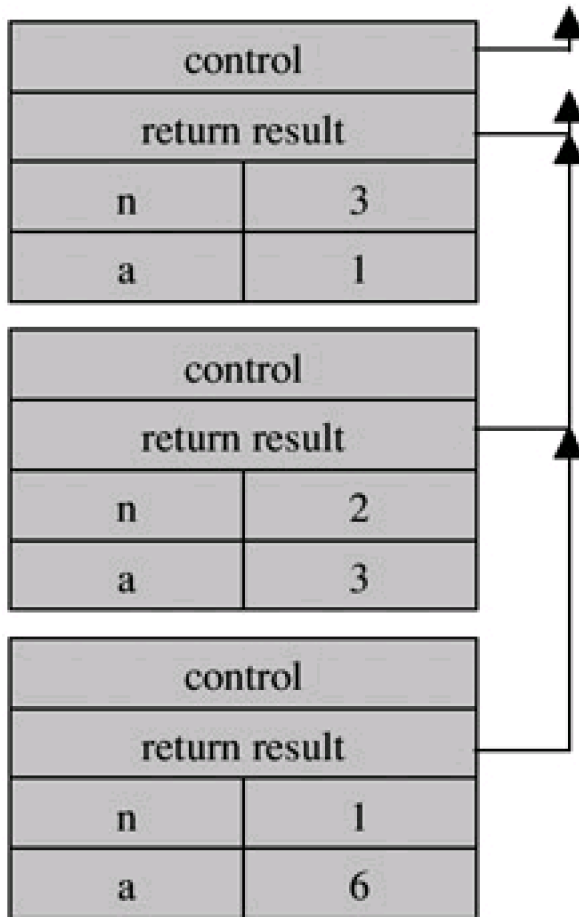 control
return result
n 3
a 1
control
return result
n 2
a 3
control
return result
n 1
a 6